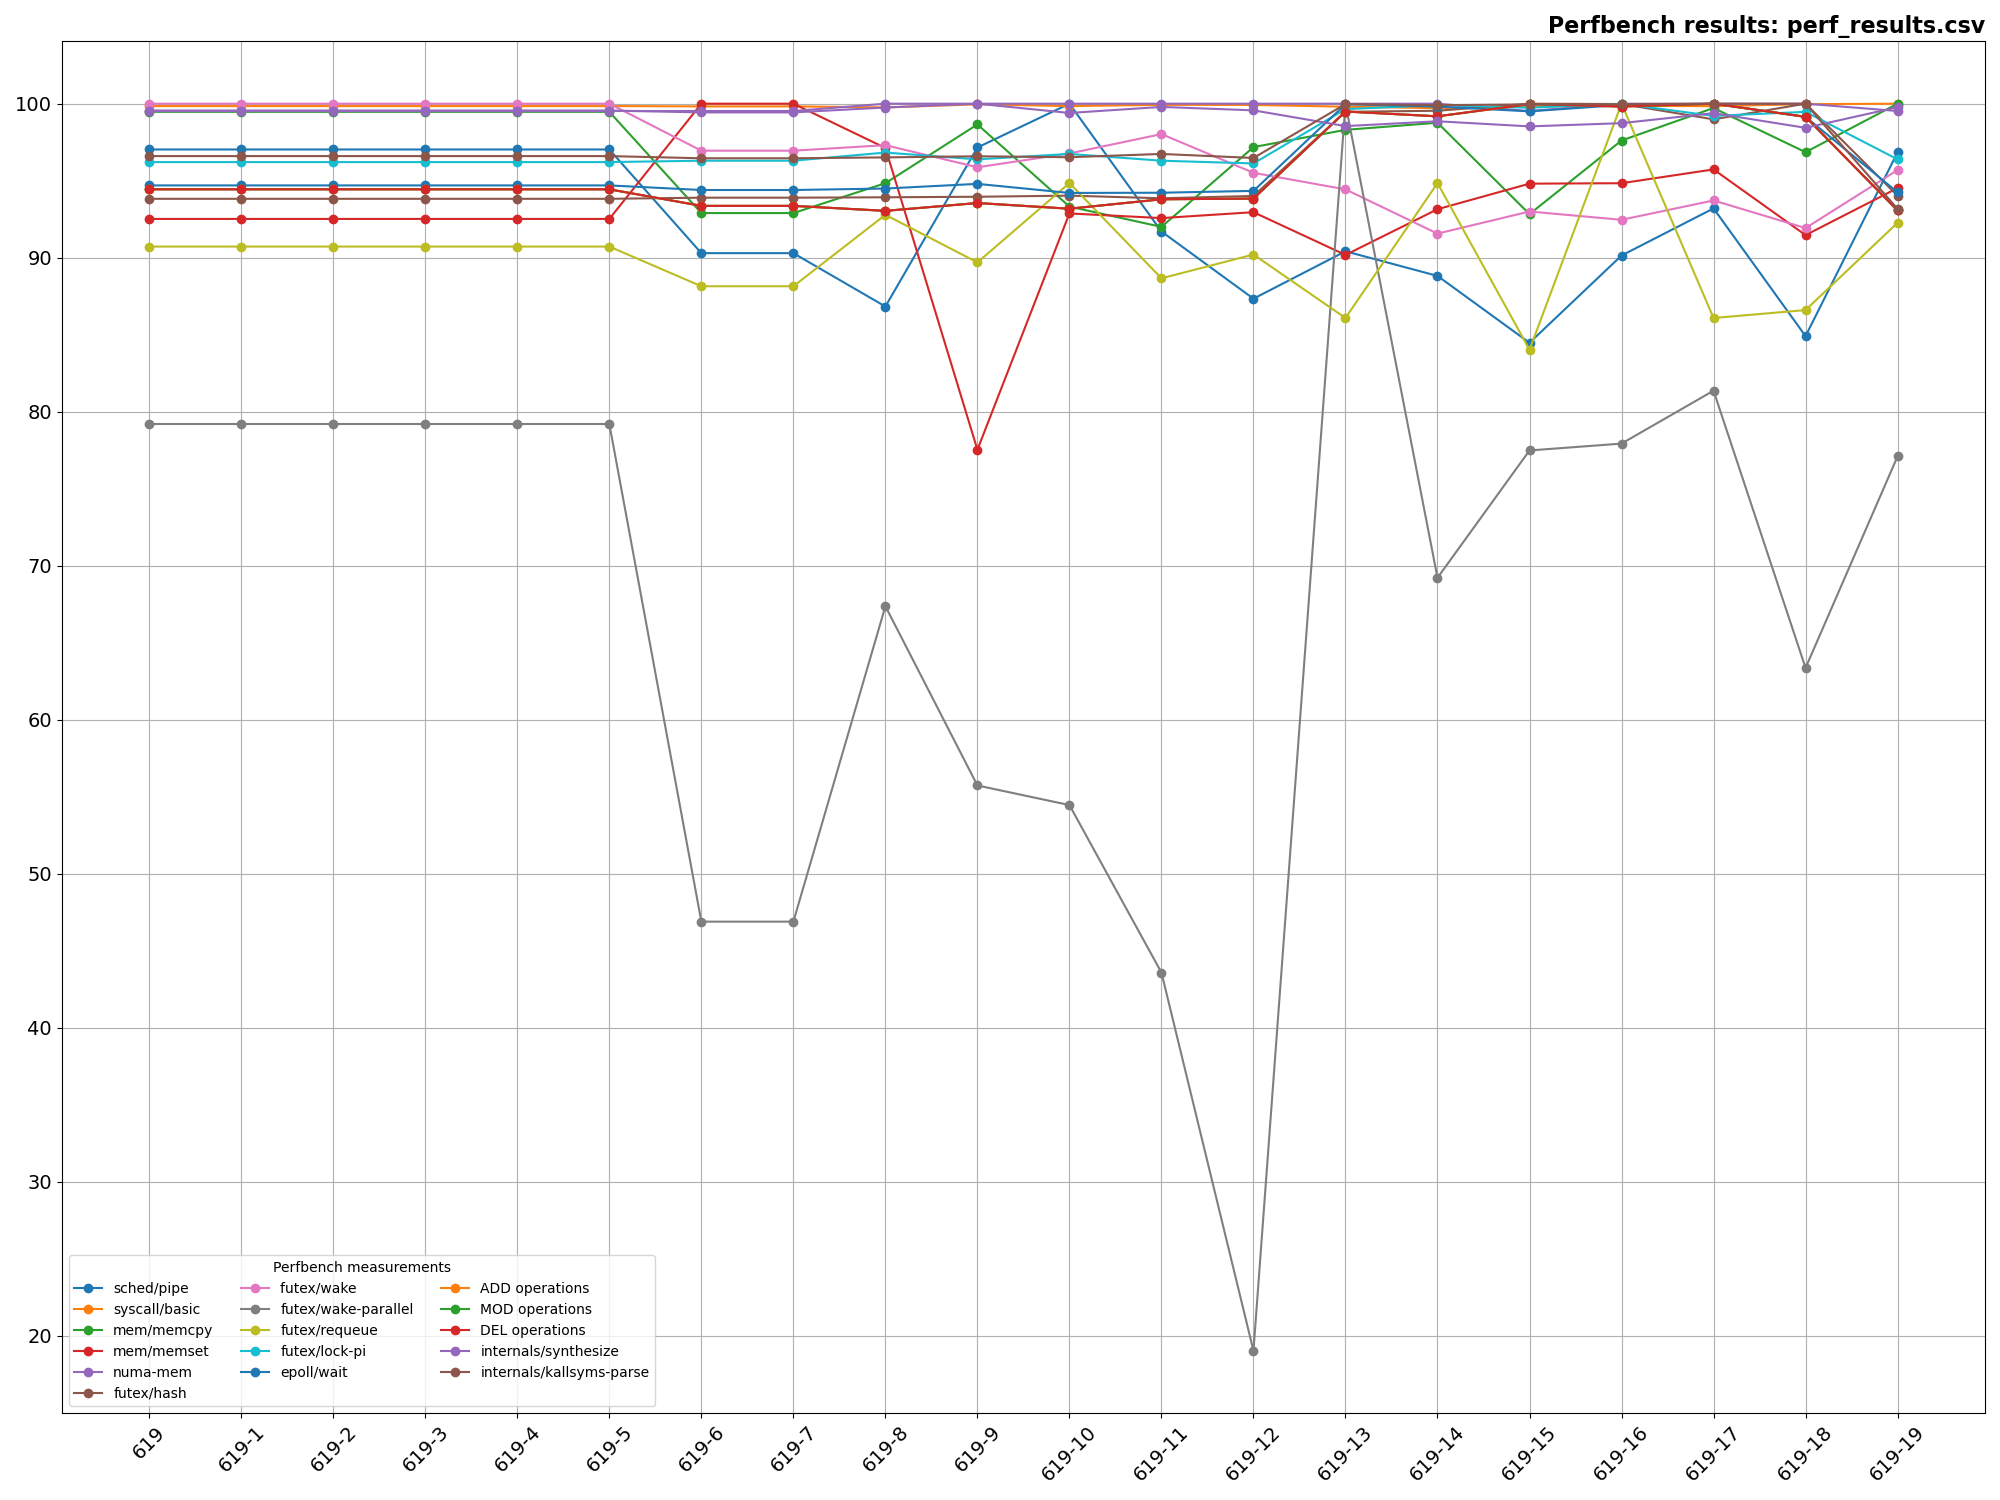 Perfbench results: perf_results.csv
100
90
80
70
60
50
40
30
20
Perfbench measurements
sched/pipe
syscall/basic
mem/memcpy
mem/memset
numa-mem
futex/hash
futex/wake
futex/wake-parallel
futex/requeue
futex/lock-pi
epoll/wait
ADD operations
MOD operations
DEL operations
internals/synthesize
internals/kallsyms-parse
619
619-1
619-2
619-3
619-4
619-5
619-6
619-7
619-8
619-9
619-10
619-11
619-12
619-13
619-14
619-15
619-16
619-17
619-18
619-19